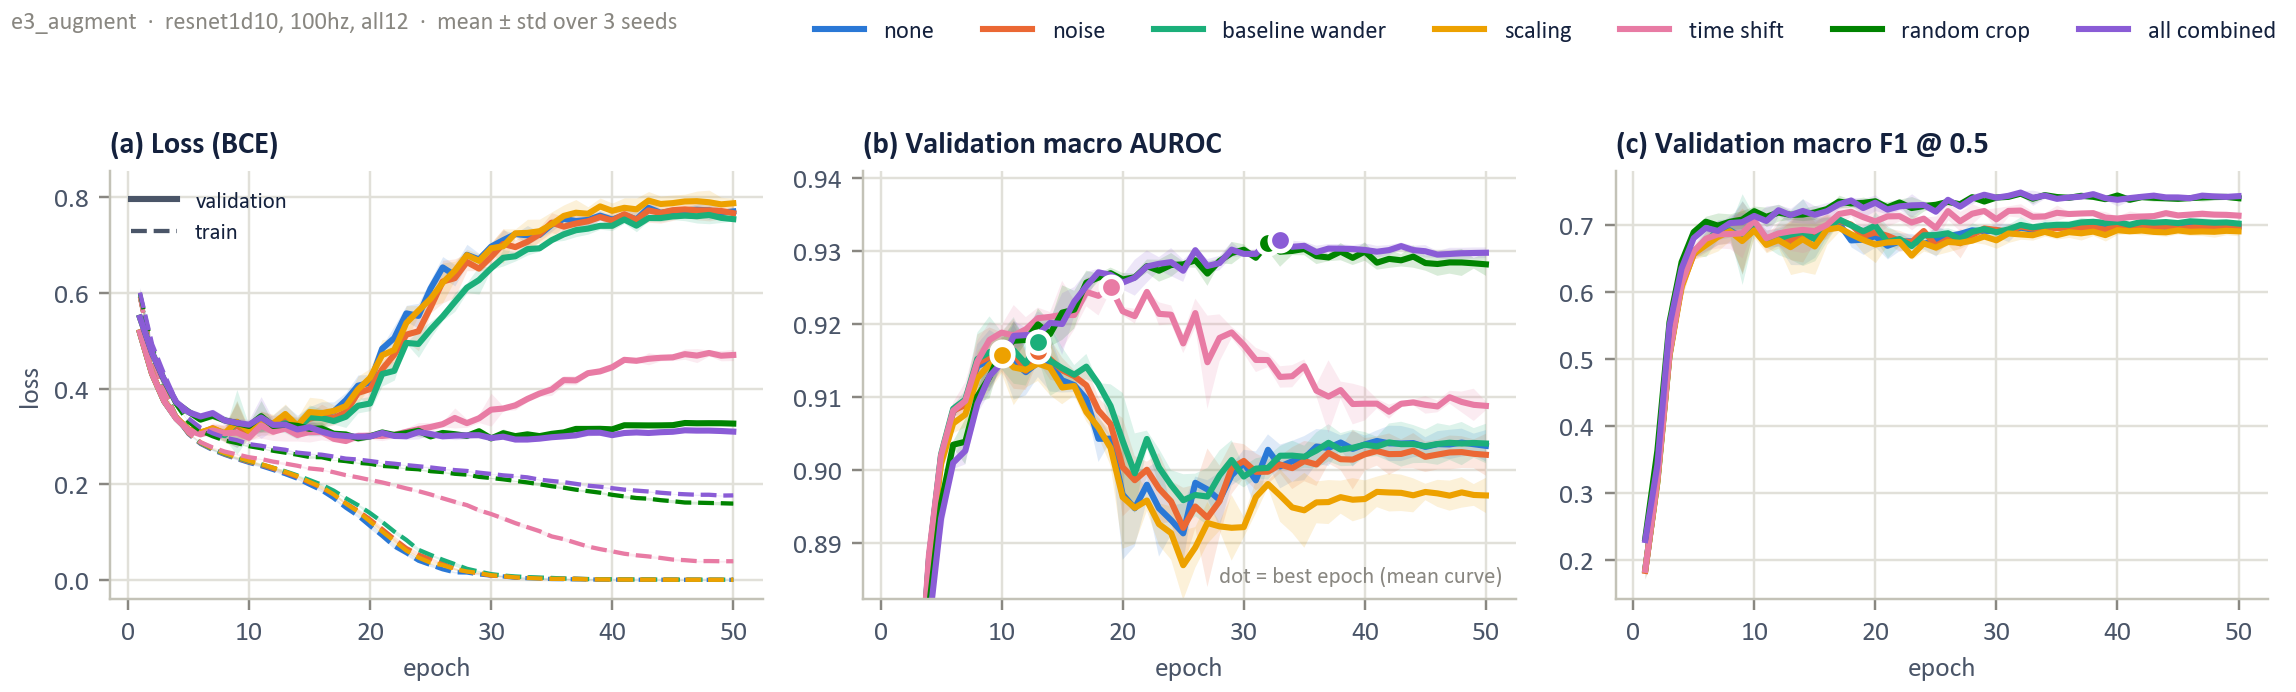 e3_augment · resnet1d10, 100hz, all12 · mean ± std over 3 seeds
none noise baseline wander scaling time shift random crop all combined
(a) Loss (BCE)
validation
train
0.8
0.6
0.4
0.2
0.0
loss
0 10 20 30 40 50
epoch
(b) Validation macro AUROC
0.94
0.93
0.92
0.91
0.90
0.89
dot = best epoch (mean curve)
0 10 20 30 40 50
epoch
(c) Validation macro F1 @ 0.5
0.7
0.6
0.5
0.4
0.3
0.2
0 10 20 30 40 50
epoch